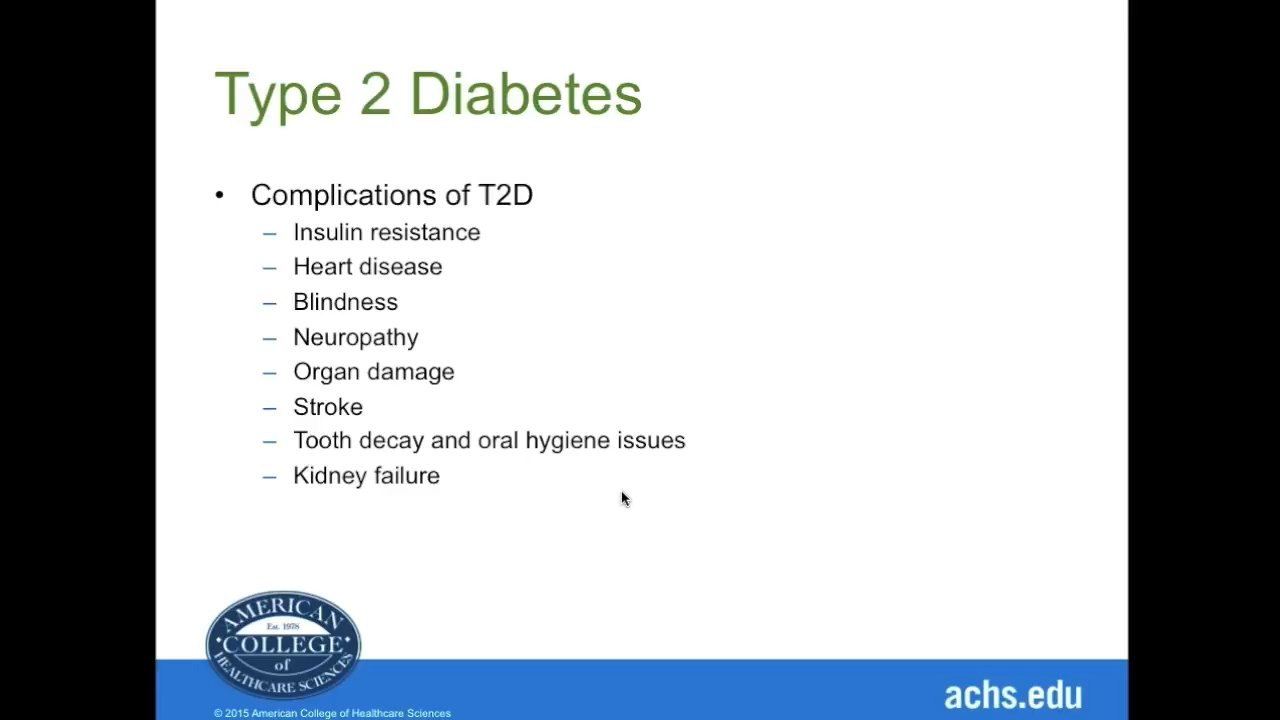 Type 2 Diabetes
• Complications of T2D
– Insulin resistance
– Heart disease
– Blindness
– Neuropathy
– Organ damage
– Stroke
– Tooth decay and oral hygiene issues
– Kidney failure
AMERICAN
Est. 1978
COLLEGE
of
HEALTHCARE SCIENCES
achs.edu
© 2015 American College of Healthcare Sciences